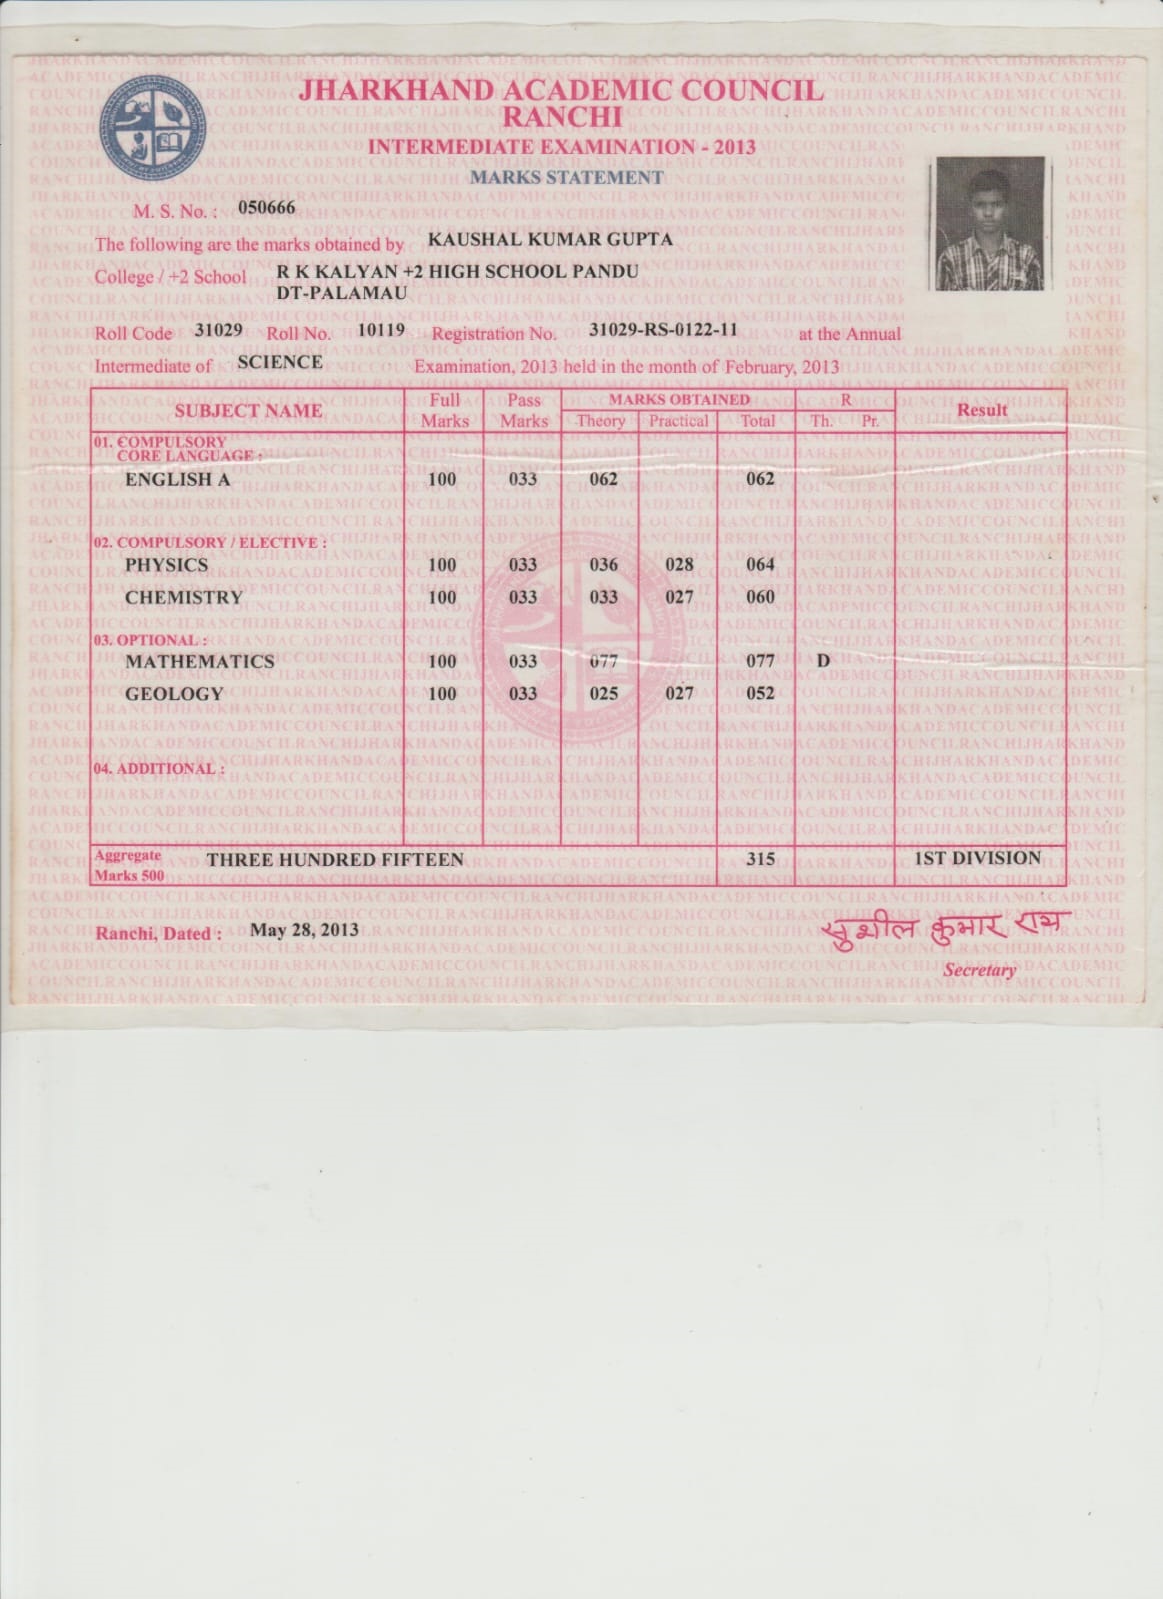 JHARKHAND ACADEMIC COUNCIL
RANCHI
INTERMEDIATE EXAMINATION - 2013
MARKS STATEMENT
M. S. No. : 050666
The following are the marks obtained by KAUSHAL KUMAR GUPTA
College / +2 School R K KALYAN +2 HIGH SCHOOL PANDU
DT-PALAMAU
Roll Code 31029 Roll No. 10119 Registration No. 31029-RS-0122-11 at the Annual
Intermediate of SCIENCE Examination, 2013 held in the month of February, 2013
SUBJECT NAME Full Marks Pass Marks MARKS OBTAINED R Result
Theory Practical Total Th. Pr.
01. COMPULSORY
CORE LANGUAGE :
ENGLISH A 100 033 062 062
02. COMPULSORY / ELECTIVE :
PHYSICS 100 033 036 028 064
CHEMISTRY 100 033 033 027 060
03. OPTIONAL :
MATHEMATICS 100 033 077 077 D
GEOLOGY 100 033 025 027 052
04. ADDITIONAL :
Aggregate THREE HUNDRED FIFTEEN 315 1ST DIVISION
Marks 500
Ranchi, Dated : May 28, 2013
सुशील कुमार राय
Secretary